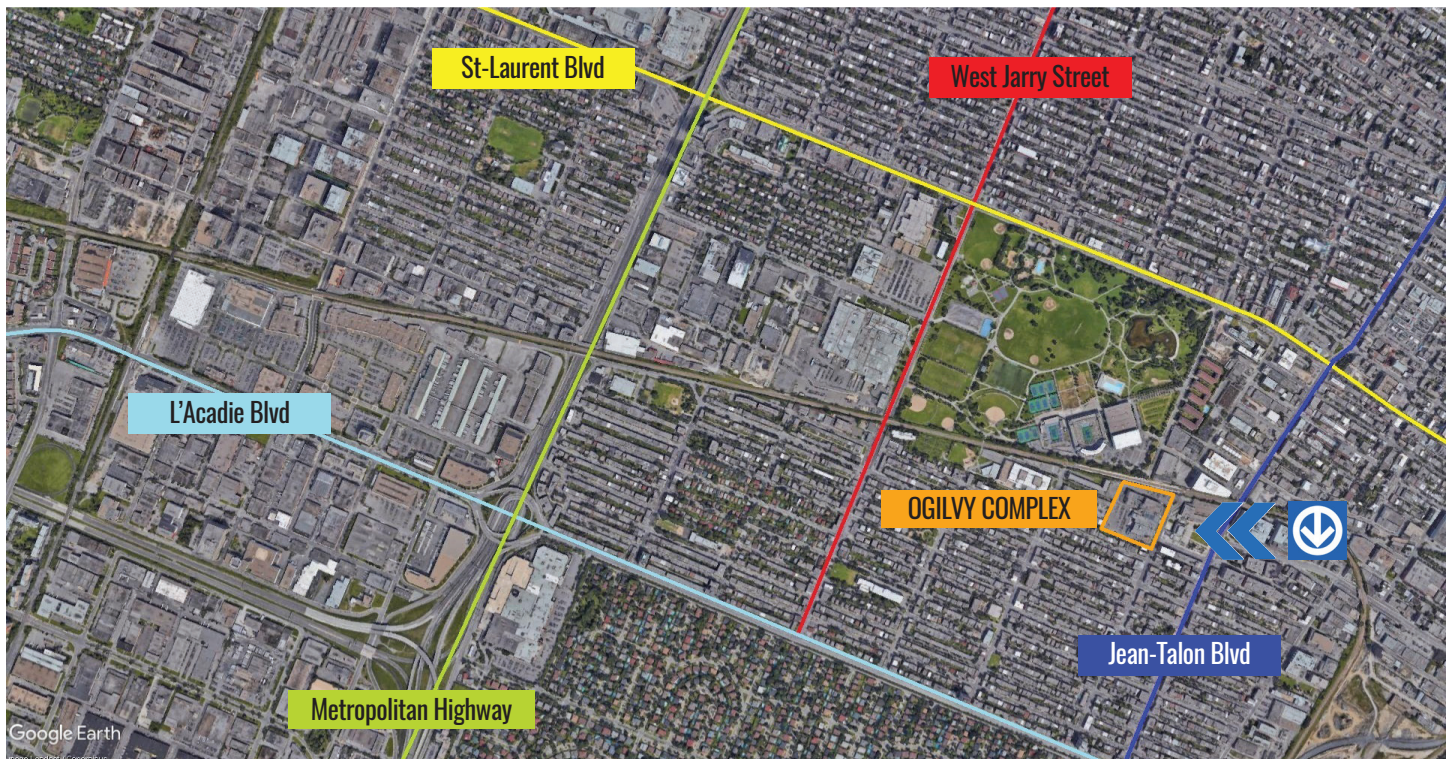 St-Laurent Blvd
West Jarry Street
L'Acadie Blvd
OGILVY COMPLEX
Jean-Talon Blvd
Metropolitan Highway
Google Earth